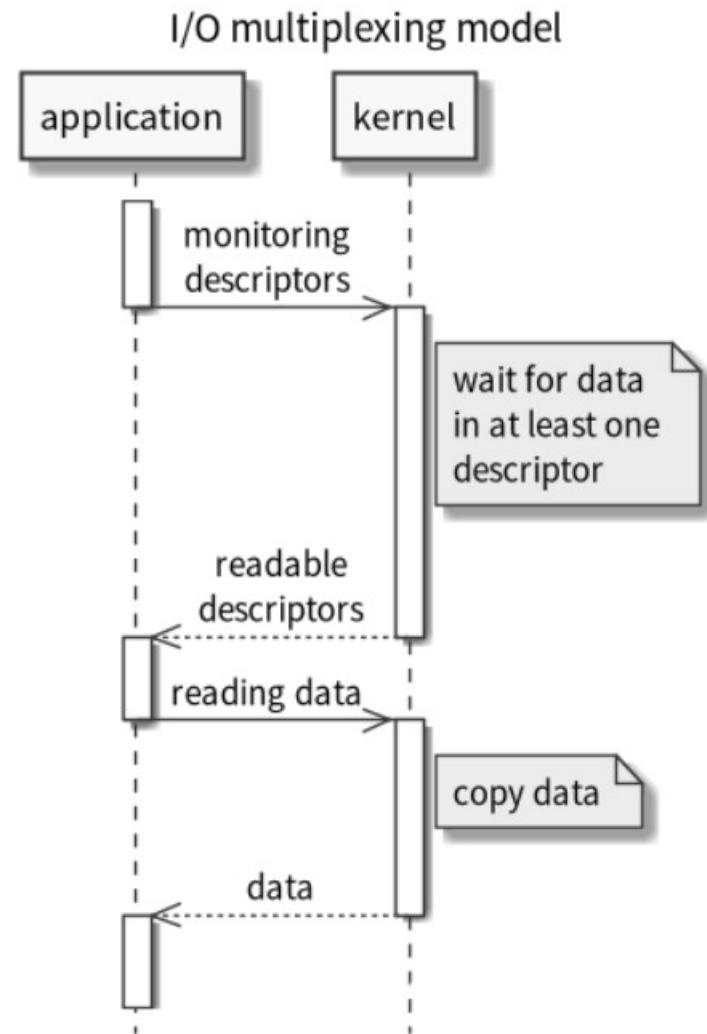 I/O multiplexing model
application
kernel
monitoring
descriptors
wait for data
in at least one
descriptor
readable
descriptors
reading data
copy data
data